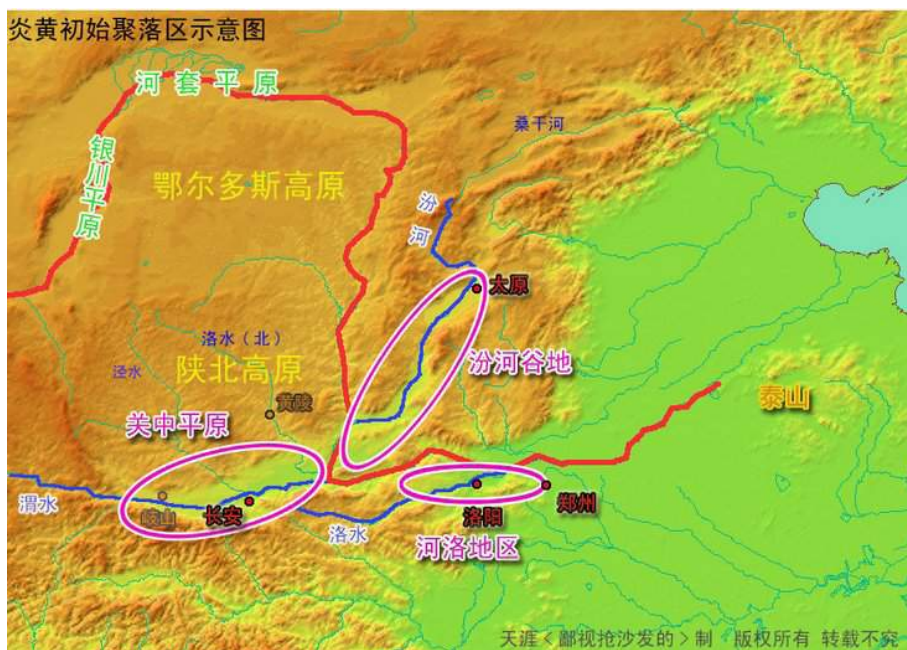 炎黄初始聚落区示意图
河套平原
桑干河
银川平原
鄂尔多斯高原
汾河
太原
洛水（北）
汾河谷地
泾水
陕北高原
泰山
黄陵
关中平原
渭水
岐山
长安
洛阳
郑州
洛水
河洛地区
天涯《鄙视抢沙发的》制 版权所有 转载不究